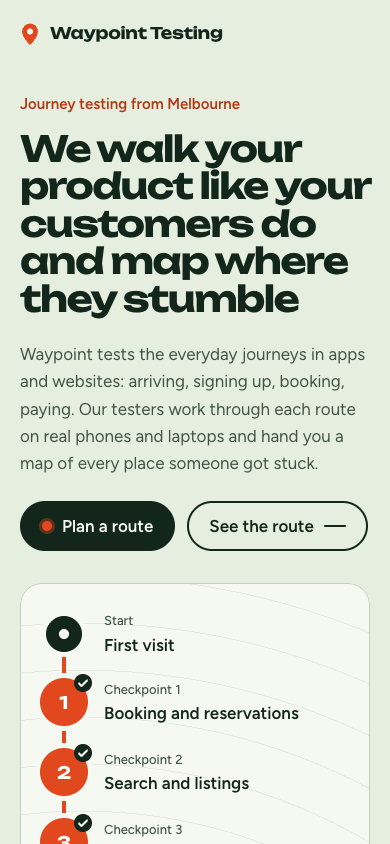 Waypoint Testing
Journey testing from Melbourne
We walk your
product like your
customers do
and map where
they stumble
Waypoint tests the everyday journeys in apps
and websites: arriving, signing up, booking,
paying. Our testers work through each route
on real phones and laptops and hand you a
map of every place someone got stuck.
Plan a route
See the route
Start
First visit
Checkpoint 1
1
Booking and reservations
Checkpoint 2
2
Search and listings
Checkpoint 3
3